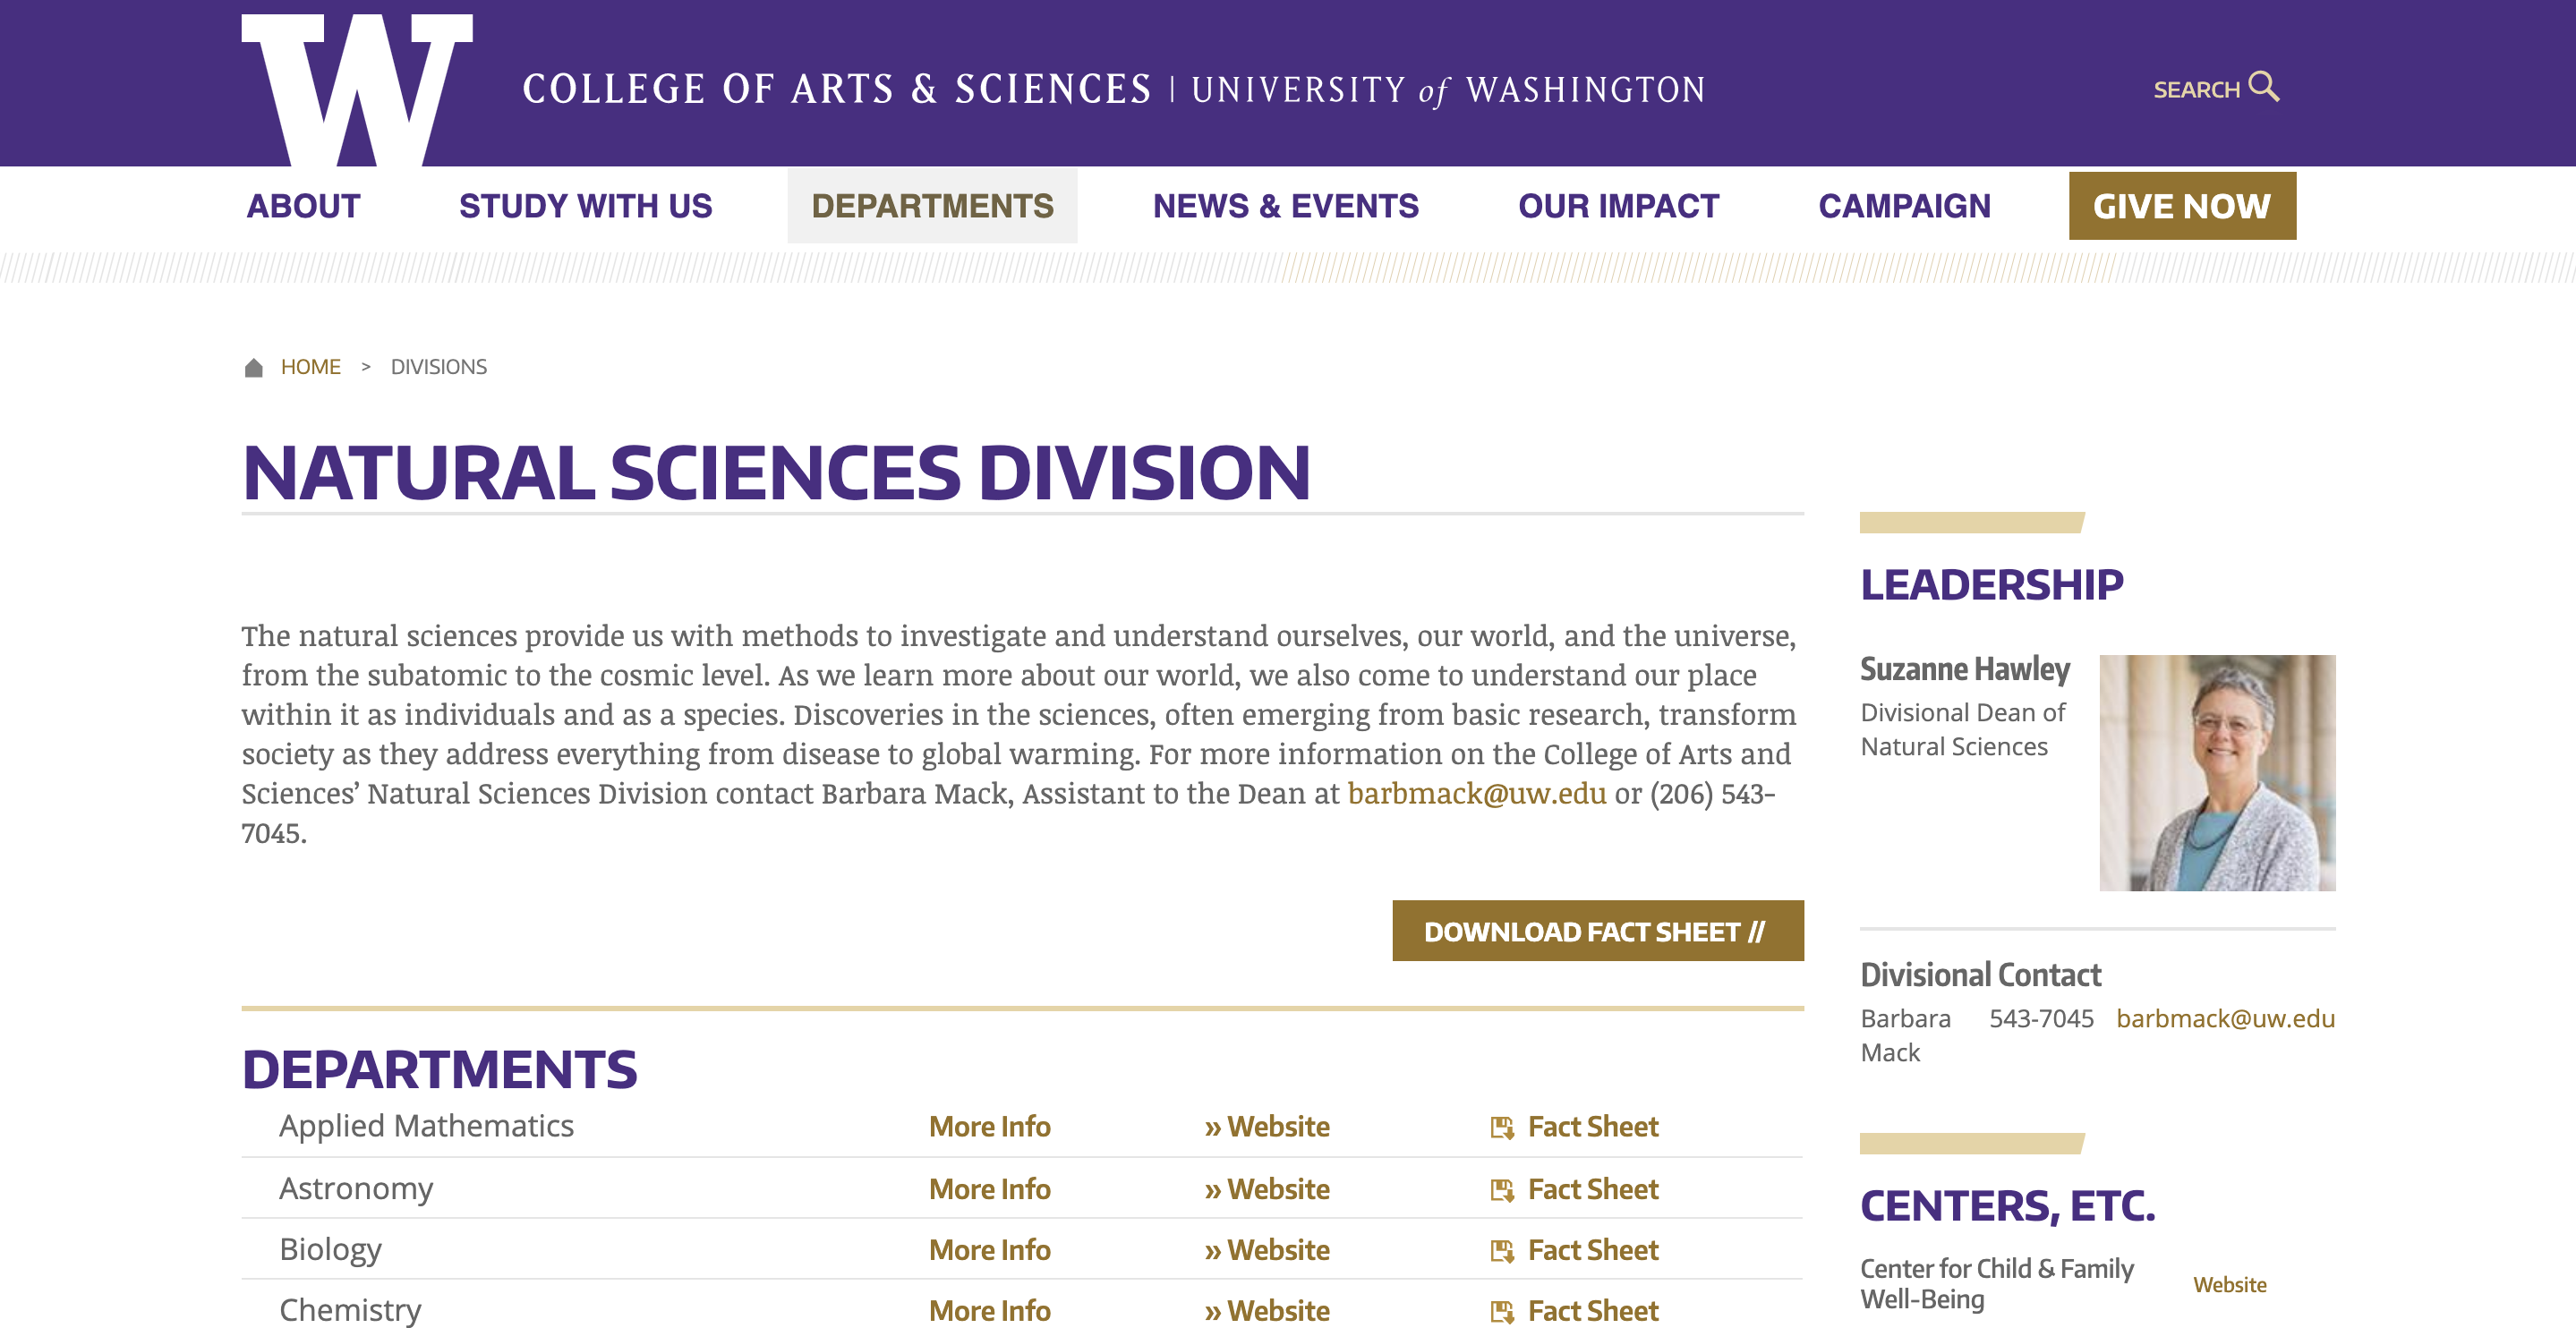 W
COLLEGE OF ARTS & SCIENCES | UNIVERSITY of WASHINGTON
SEARCH
ABOUT
STUDY WITH US
DEPARTMENTS
NEWS & EVENTS
OUR IMPACT
CAMPAIGN
GIVE NOW
HOME > DIVISIONS
NATURAL SCIENCES DIVISION
The natural sciences provide us with methods to investigate and understand ourselves, our world, and the universe,
from the subatomic to the cosmic level. As we learn more about our world, we also come to understand our place
within it as individuals and as a species. Discoveries in the sciences, often emerging from basic research, transform
society as they address everything from disease to global warming. For more information on the College of Arts and
Sciences’ Natural Sciences Division contact Barbara Mack, Assistant to the Dean at barbmack@uw.edu or (206) 543-
7045.
DOWNLOAD FACT SHEET //
DEPARTMENTS
Applied Mathematics More Info » Website Fact Sheet
Astronomy More Info » Website Fact Sheet
Biology More Info » Website Fact Sheet
Chemistry More Info » Website Fact Sheet
LEADERSHIP
Suzanne Hawley
Divisional Dean of
Natural Sciences
Divisional Contact
Barbara 543-7045 barbmack@uw.edu
Mack
CENTERS, ETC.
Center for Child & Family
Well-Being
Website